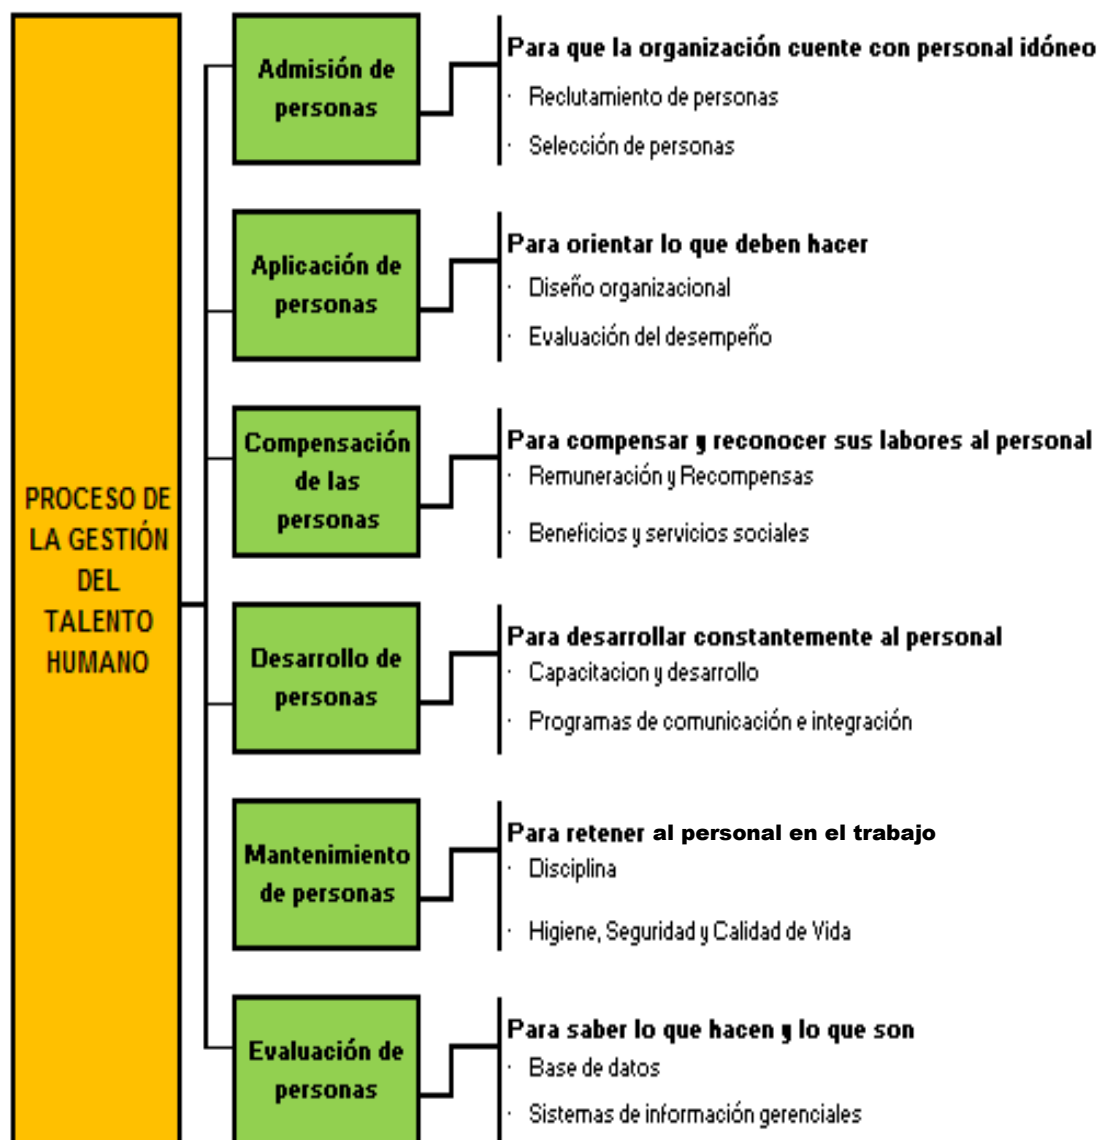 PROCESO DE
LA GESTIÓN
DEL
TALENTO
HUMANO
Admisión de
personas
Para que la organización cuente con personal idóneo
· Reclutamiento de personas
· Selección de personas
Aplicación de
personas
Para orientar lo que deben hacer
· Diseño organizacional
· Evaluación del desempeño
Compensación
de las
personas
Para compensar y reconocer sus labores al personal
· Remuneración y Recompensas
· Beneficios y servicios sociales
Desarrollo de
personas
Para desarrollar constantemente al personal
· Capacitacion y desarrollo
· Programas de comunicación e integración
Mantenimiento
de personas
Para retener al personal en el trabajo
· Disciplina
· Higiene, Seguridad y Calidad de Vida
Evaluación de
personas
Para saber lo que hacen y lo que son
· Base de datos
· Sistemas de información gerenciales